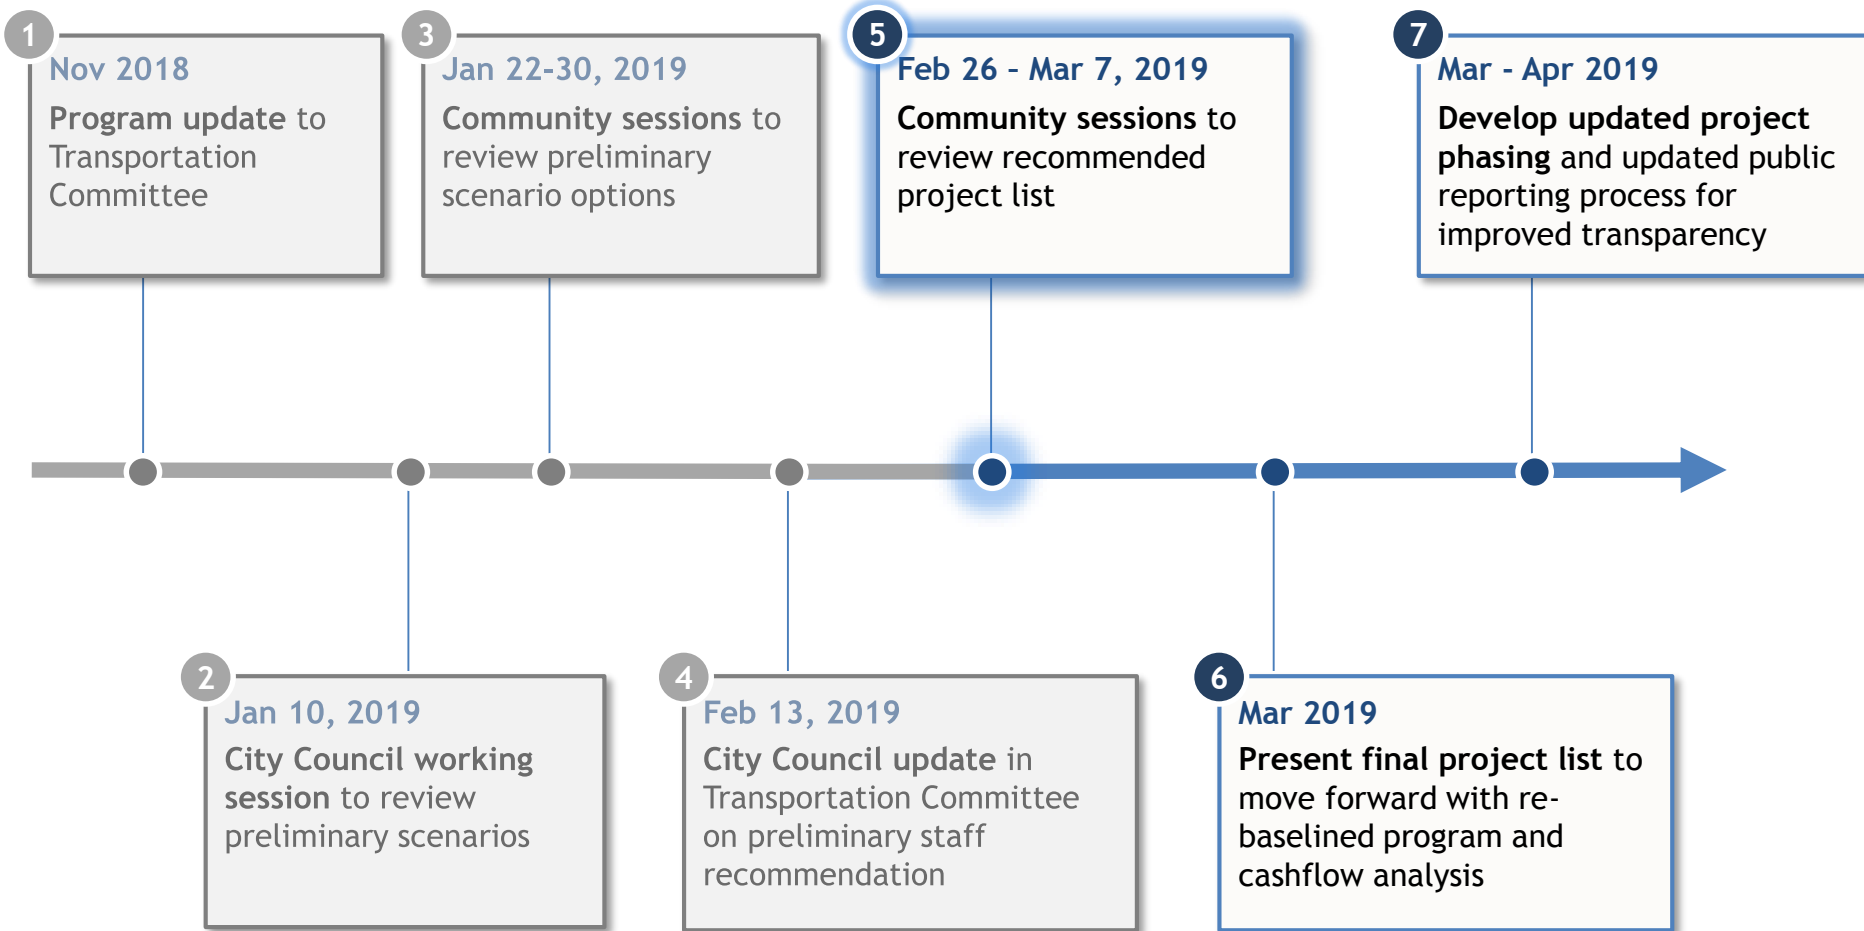 1
Nov 2018
Program update to
Transportation
Committee
3
Jan 22-30, 2019
Community sessions to
review preliminary
scenario options
5
Feb 26 – Mar 7, 2019
Community sessions to
review recommended
project list
7
Mar - Apr 2019
Develop updated project
phasing and updated public
reporting process for
improved transparency
2
Jan 10, 2019
City Council working
session to review
preliminary scenarios
4
Feb 13, 2019
City Council update in
Transportation Committee
on preliminary staff
recommendation
6
Mar 2019
Present final project list to
move forward with re-
baselined program and
cashflow analysis